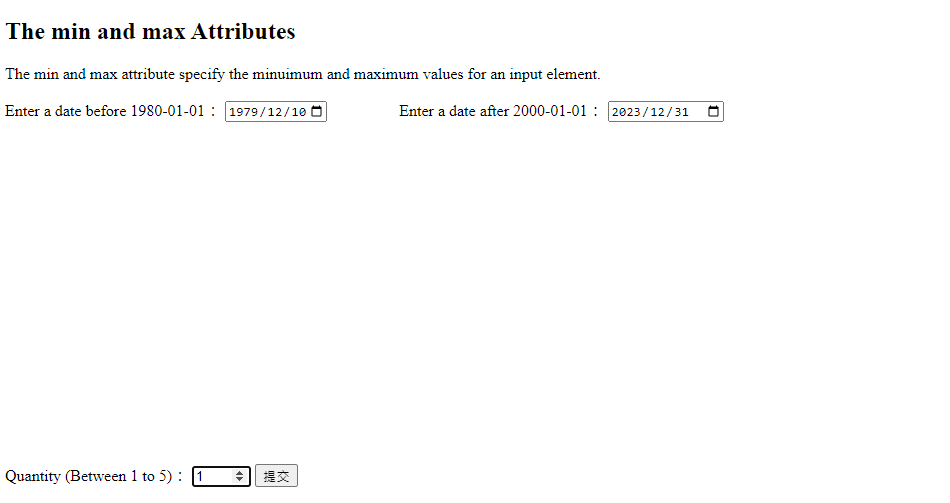 The min and max Attributes
The min and max attribute specify the minuimum and maximum values for an input element.
Enter a date before 1980-01-01： 1979/12/10 Enter a date after 2000-01-01： 2023/12/31
Quantity (Between 1 to 5)： 1 提交